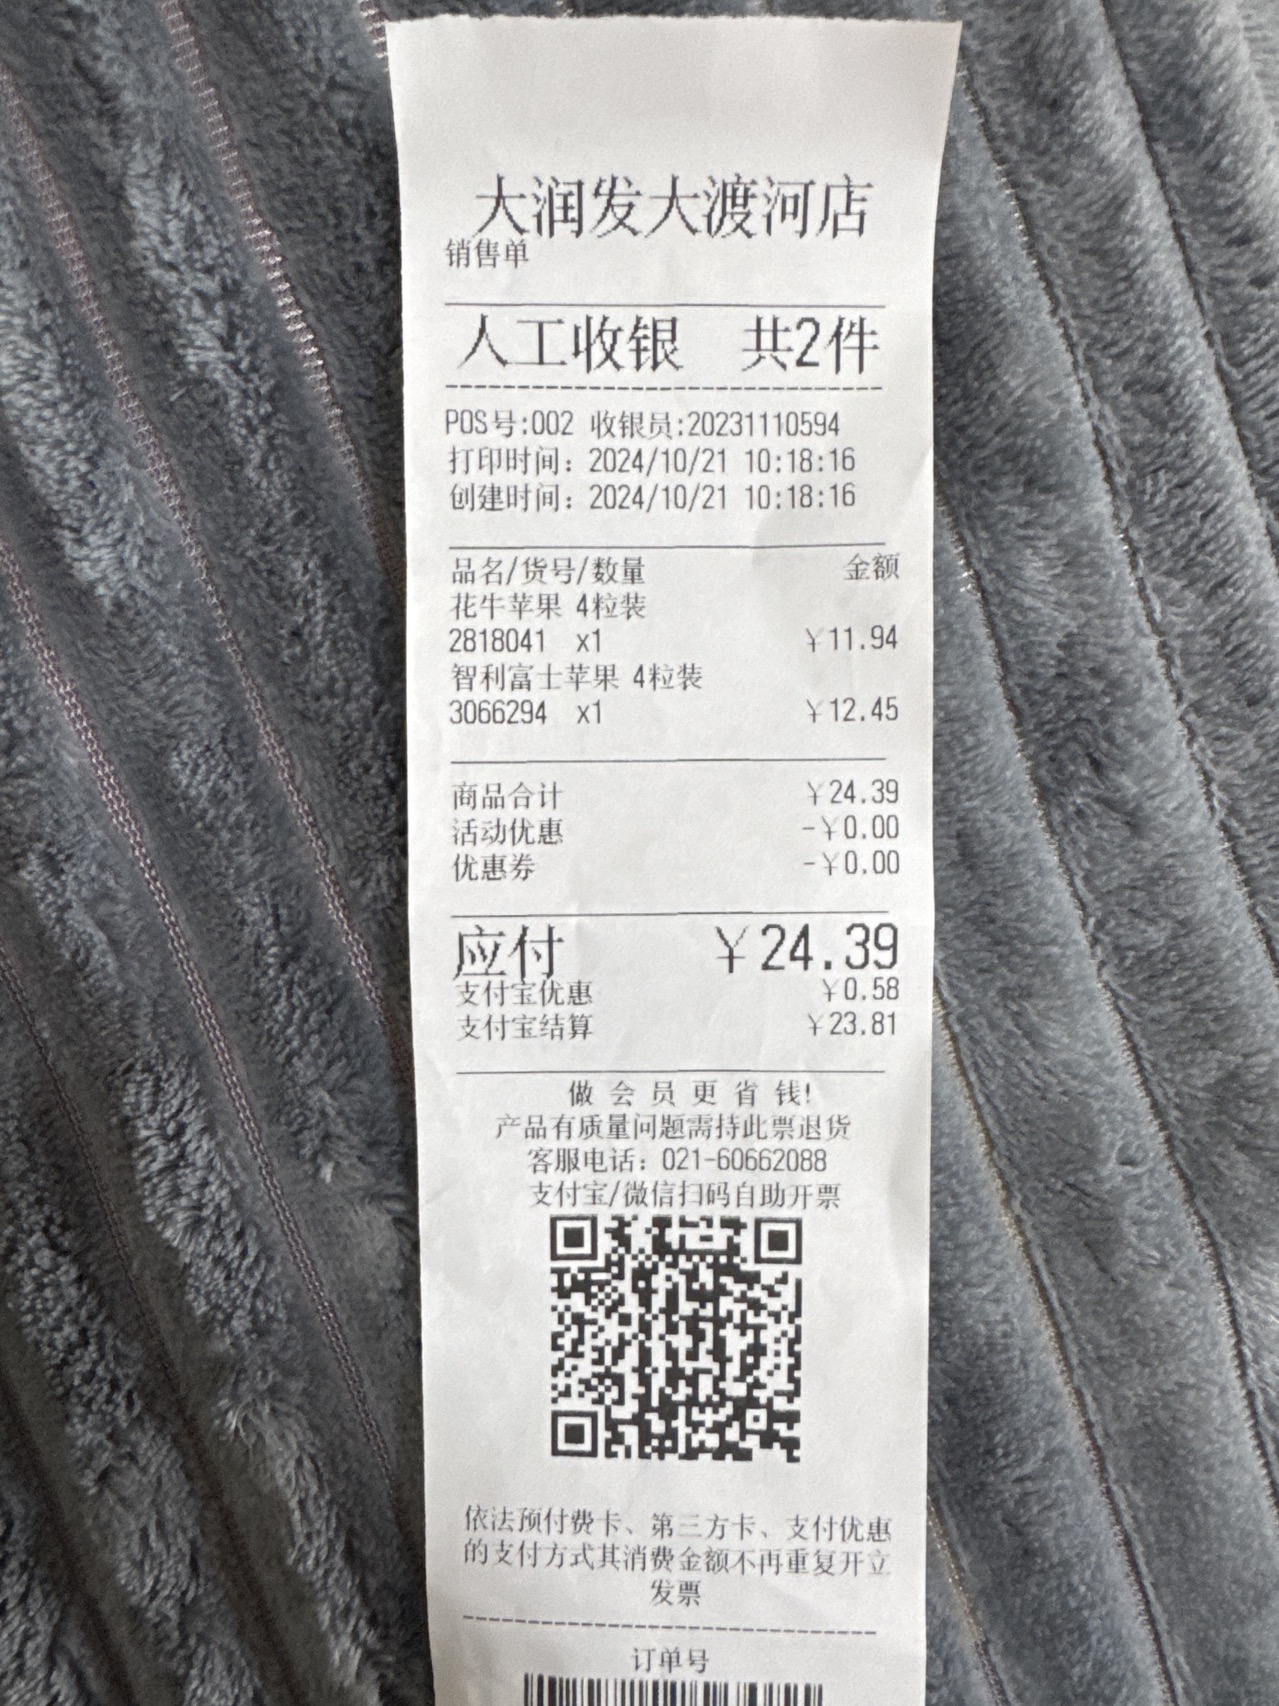 大润发大渡河店
销售单
人工收银 共2件
POS号:002 收银员:20231110594
打印时间: 2024/10/21 10:18:16
创建时间: 2024/10/21 10:18:16
品名/货号/数量 金额
花牛苹果 4粒装
2818041 x1 ¥11.94
智利富士苹果 4粒装
3066294 x1 ¥12.45
商品合计 ¥24.39
活动优惠 -¥0.00
优惠券 -¥0.00
应付 ¥24.39
支付宝优惠 ¥0.58
支付宝结算 ¥23.81
做会员更省钱!
产品有质量问题需持此票退货
客服电话: 021-60662088
支付宝/微信扫码自助开票
依法预付费卡、第三方卡、支付优惠
的支付方式其消费金额不再重复开立
发票
订单号